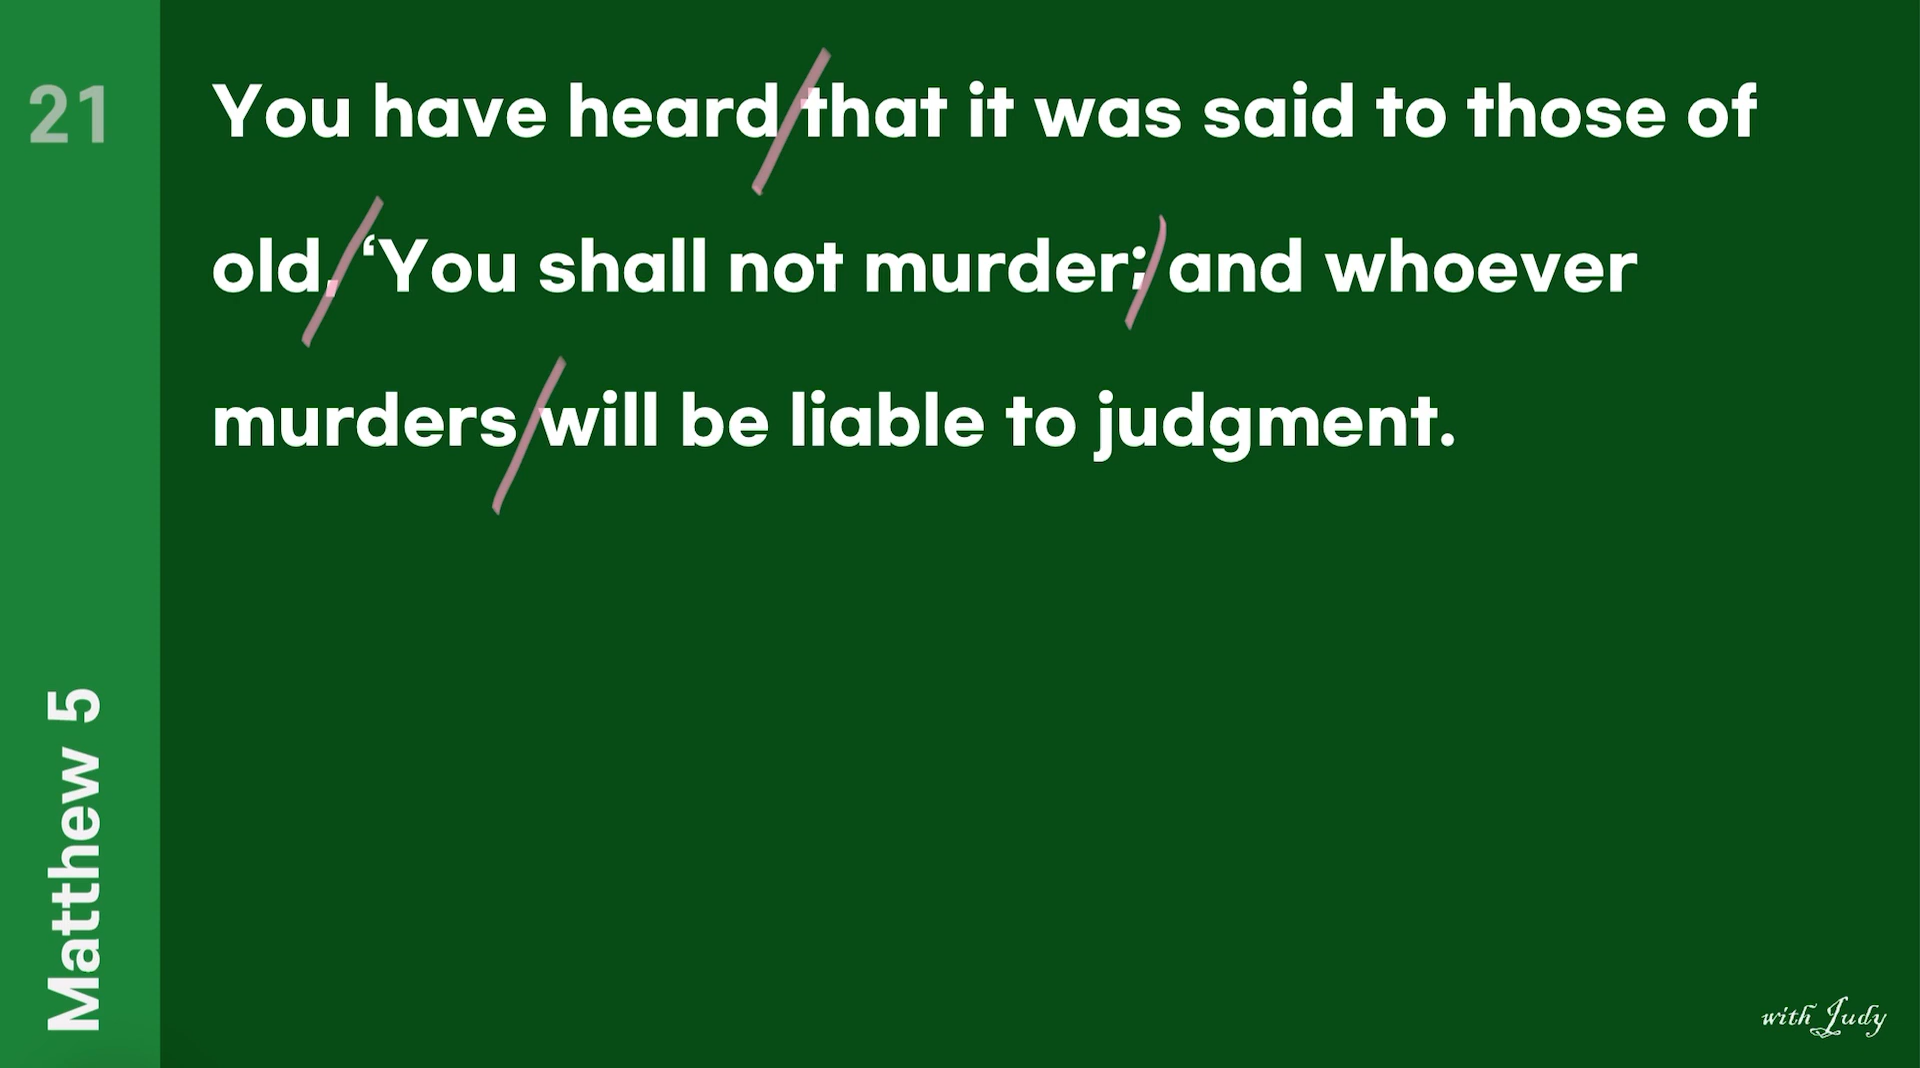 21
You have heard that it was said to those of
old, ‘You shall not murder; and whoever
murders will be liable to judgment.
Matthew 5
with Judy